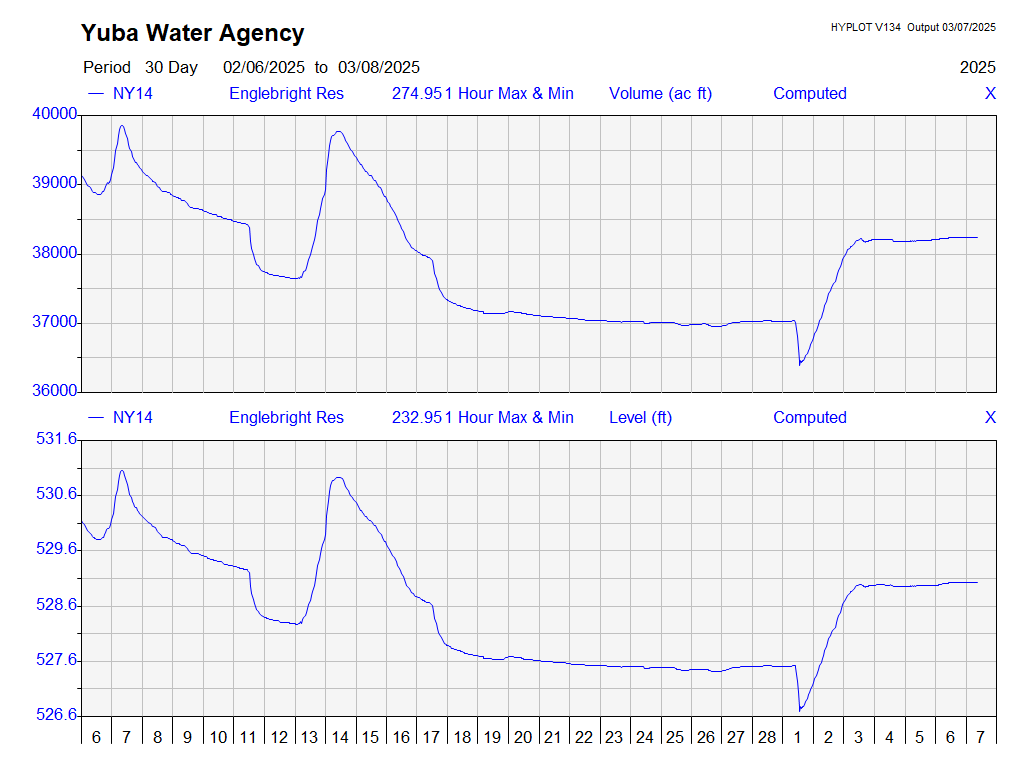 Yuba Water Agency
HYPLOT V134 Output 03/07/2025
Period 30 Day 02/06/2025 to 03/08/2025 2025
NY14 Englebright Res 274.951 Hour Max & Min Volume (ac ft) Computed X
40000
39000
38000
37000
36000
NY14 Englebright Res 232.951 Hour Max & Min Level (ft) Computed X
531.6
530.6
529.6
528.6
527.6
526.6
6 7 8 9 10 11 12 13 14 15 16 17 18 19 20 21 22 23 24 25 26 27 28 1 2 3 4 5 6 7